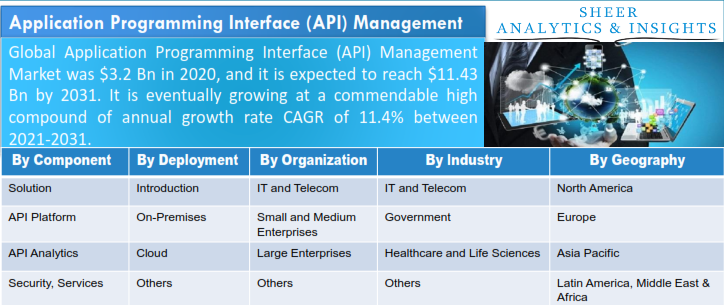 Application Programming Interface (API) Management
SHEER
ANALYTICS & INSIGHTS
Global Application Programming Interface (API) Management
Market was $3.2 Bn in 2020, and it is expected to reach $11.43
Bn by 2031. It is eventually growing at a commendable high
compound of annual growth rate CAGR of 11.4% between
2021-2031.
By Component By Deployment By Organization By Industry By Geography
Solution Introduction IT and Telecom IT and Telecom North America
API Platform On-Premises Small and Medium Government Europe
Enterprises
API Analytics Cloud Large Enterprises Healthcare and Life Sciences Asia Pacific
Security, Services Others Others Others Latin America, Middle East &
Africa